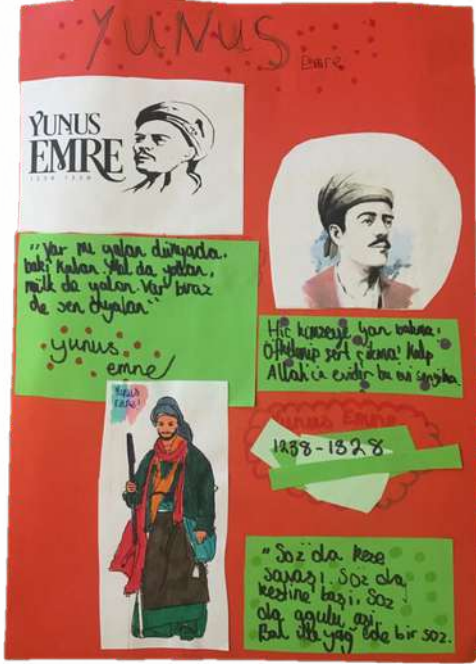 YUNUS
Emre
YUNUS
EMRE
"Var mı yalan dünyada,
baki kalan Mal da yalan,
mülk de yalan Var biraz
de sen oyalan"
yunus
emre
Hiç kimseye yan bakma!
Öfkelenip sert çıkma! Kalp
Allah'ın evidir bu evi
Yunus
Emre
Yunus Emre
1238-1328
"Söz ola kese
savaşı. Söz ola
kestire başı. Söz
ola agulu aşı.
Bal ile yağ ede bir söz.